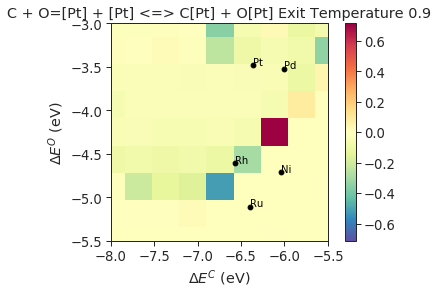 C + O=[Pt] + [Pt] <=> C[Pt] + O[Pt] Exit Temperature 0.9
−3.0
−3.5
−4.0
−4.5
−5.0
−5.5
ΔE^O (eV)
Pt
Pd
Rh
Ni
Ru
−8.0 −7.5 −7.0 −6.5 −6.0 −5.5
ΔE^C (eV)
0.6
0.4
0.2
0.0
−0.2
−0.4
−0.6